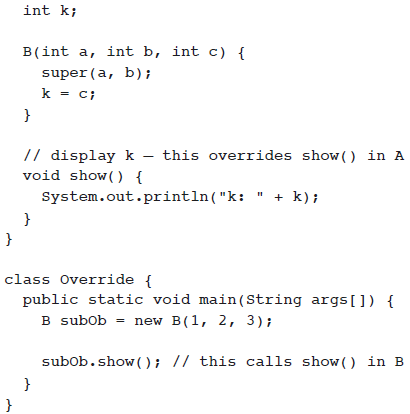 int k;
B(int a, int b, int c) {
super(a, b);
k = c;
}
// display k – this overrides show() in A
void show() {
System.out.println("k: " + k);
}
}
class Override {
public static void main(String args[]) {
B subOb = new B(1, 2, 3);
subOb.show(); // this calls show() in B
}
}